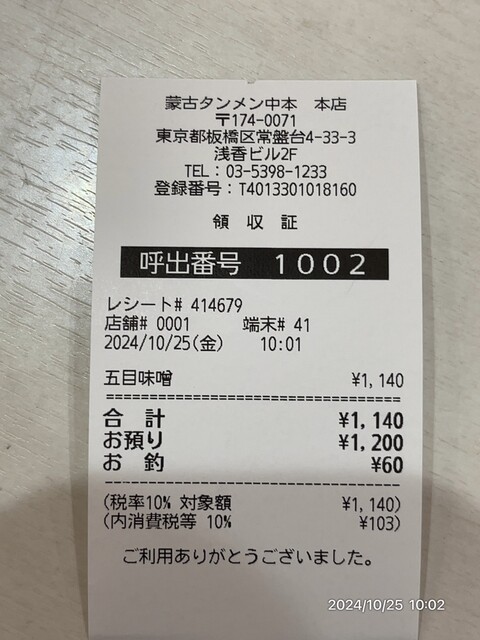 蒙古タンメン中本　本店
〒174-0071
東京都板橋区常盤台4-33-3
浅香ビル2F
TEL：03-5398-1233
登録番号：T4013301018160
領　収　証
呼出番号　1002
レシート# 414679
店舗# 0001　　　端末# 41
2024/10/25(金)　　10:01
五目味噌　　¥1,140
合　計　　¥1,140
お預り　　¥1,200
お　釣　　¥60
(税率10% 対象額　　¥1,140)
(内消費税等 10%　　¥103)
ご利用ありがとうございました。
2024/10/25 10:02